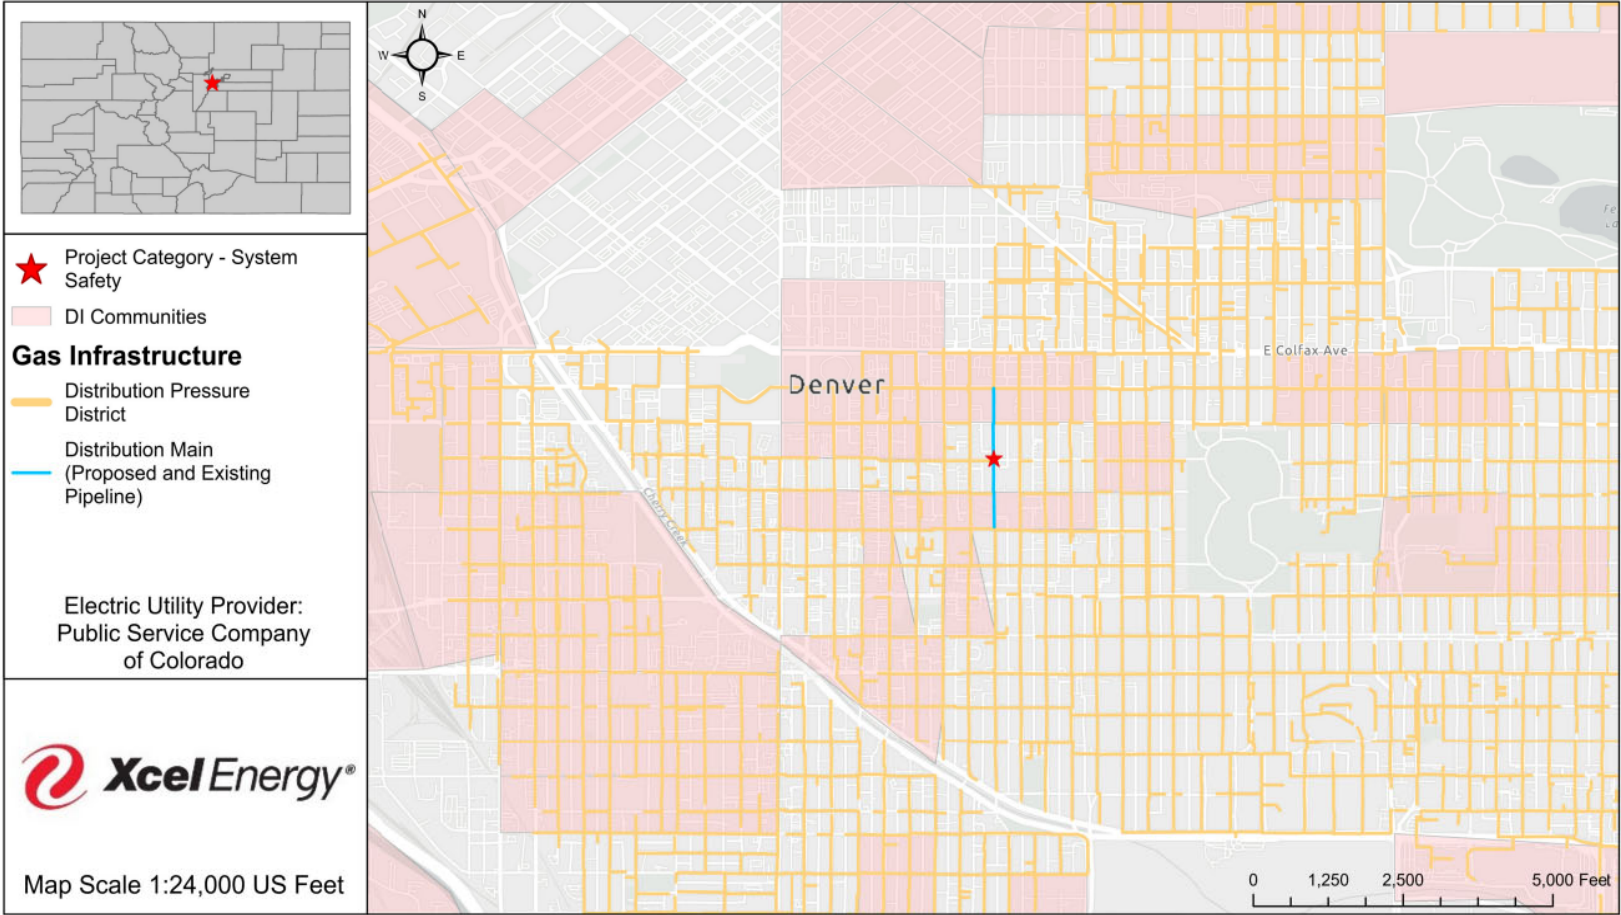 N
W
E
S
Project Category - System
Safety
DI Communities
Gas Infrastructure
Distribution Pressure
District
Distribution Main
(Proposed and Existing
Pipeline)
Electric Utility Provider:
Public Service Company
of Colorado
Xcel Energy®
Map Scale 1:24,000 US Feet
E Colfax Ave
Denver
Cherry Creek
0 1,250 2,500 5,000 Feet